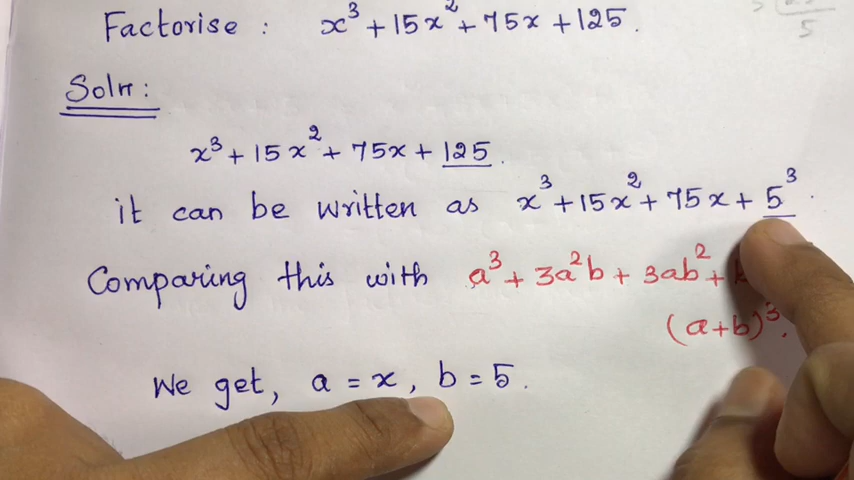 Factorise : x³ + 15x² + 75x + 125.
Soln:
x³ + 15x² + 75x + 125.
it can be written as x³ + 15x² + 75x + 5³.
Comparing this with a³ + 3a²b + 3ab² +
(a+b)³.
We get, a = x, b = 5.